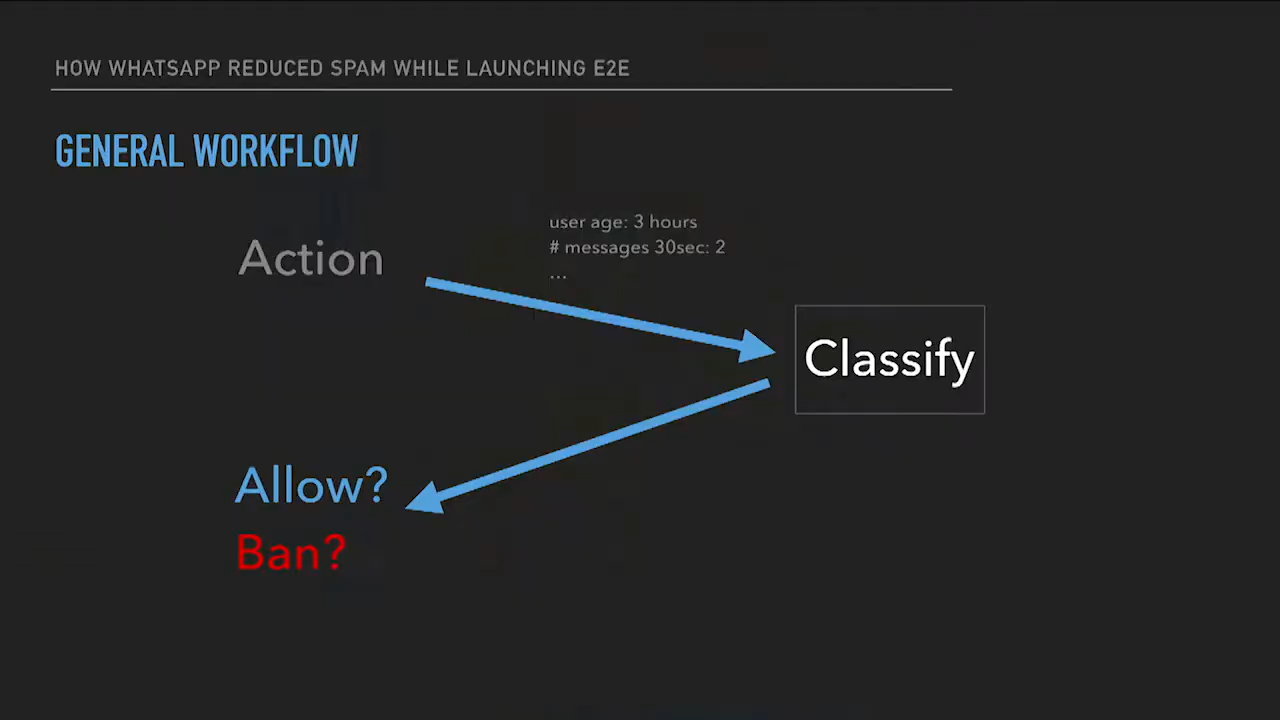 HOW WHATSAPP REDUCED SPAM WHILE LAUNCHING E2E
GENERAL WORKFLOW
Action
user age: 3 hours
# messages 30sec: 2
...
Classify
Allow?
Ban?